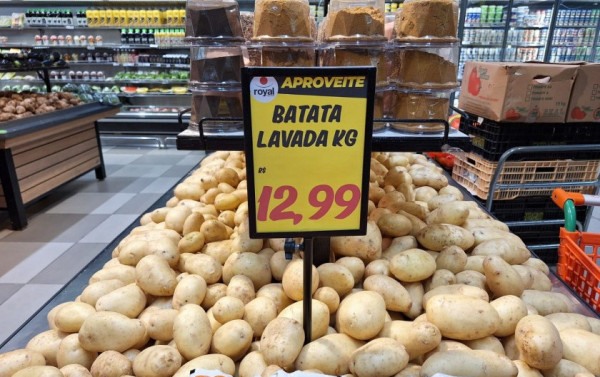 royal
APROVEITE
BATATA
LAVADA KG
R$
12,99